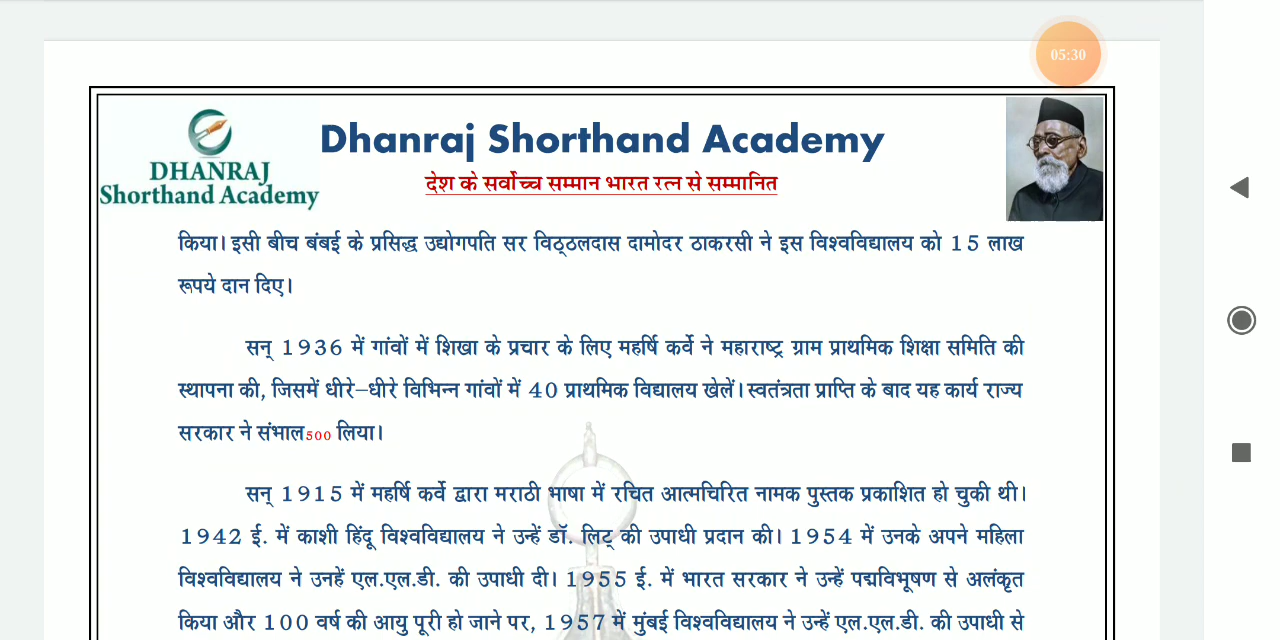 05:30
DHANRAJ
Shorthand Academy
Dhanraj Shorthand Academy
देश के सर्वोच्च सम्मान भारत रत्न से सम्मानित
किया। इसी बीच बंबई के प्रसिद्ध उद्योगपति सर विठ्ठलदास दामोदर ठाकरसी ने इस विश्वविद्यालय को 15 लाख
रूपये दान दिए।
सन् 1936 में गांवों में शिखा के प्रचार के लिए महर्षि कर्वे ने महाराष्ट्र ग्राम प्राथमिक शिक्षा समिति की
स्थापना की, जिसमें धीरे–धीरे विभिन्न गांवों में 40 प्राथमिक विद्यालय खेलें। स्वतंत्रता प्राप्ति के बाद यह कार्य राज्य
सरकार ने संभाल500 लिया।
सन् 1915 में महर्षि कर्वे द्वारा मराठी भाषा में रचित आत्मचिरित नामक पुस्तक प्रकाशित हो चुकी थी।
1942 ई. में काशी हिंदू विश्वविद्यालय ने उन्हें डॉ. लिट् की उपाधी प्रदान की। 1954 में उनके अपने महिला
विश्वविद्यालय ने उनहें एल.एल.डी. की उपाधी दी। 1955 ई. में भारत सरकार ने उन्हें पद्मविभूषण से अलंकृत
किया और 100 वर्ष की आयु पूरी हो जाने पर, 1957 में मुंबई विश्वविद्यालय ने उन्हें एल.एल.डी. की उपाधी से